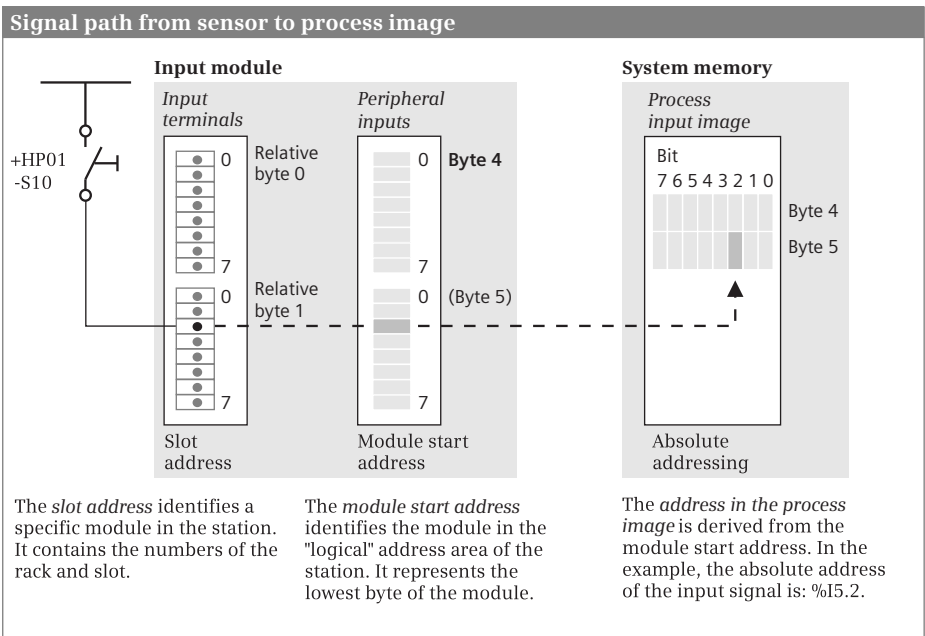 Signal path from sensor to process image
Input module
System memory
Input
terminals
Peripheral
inputs
Process
input image
+HP01
-S10
0
Relative
byte 0
7
0
Relative
byte 1
7
0
Byte 4
7
0
(Byte 5)
7
Bit
7 6 5 4 3 2 1 0
Byte 4
Byte 5
Slot
address
Module start
address
Absolute
addressing
The slot address identifies a
specific module in the station.
It contains the numbers of the
rack and slot.
The module start address
identifies the module in the
"logical" address area of the
station. It represents the
lowest byte of the module.
The address in the process
image is derived from the
module start address. In the
example, the absolute address
of the input signal is: %I5.2.